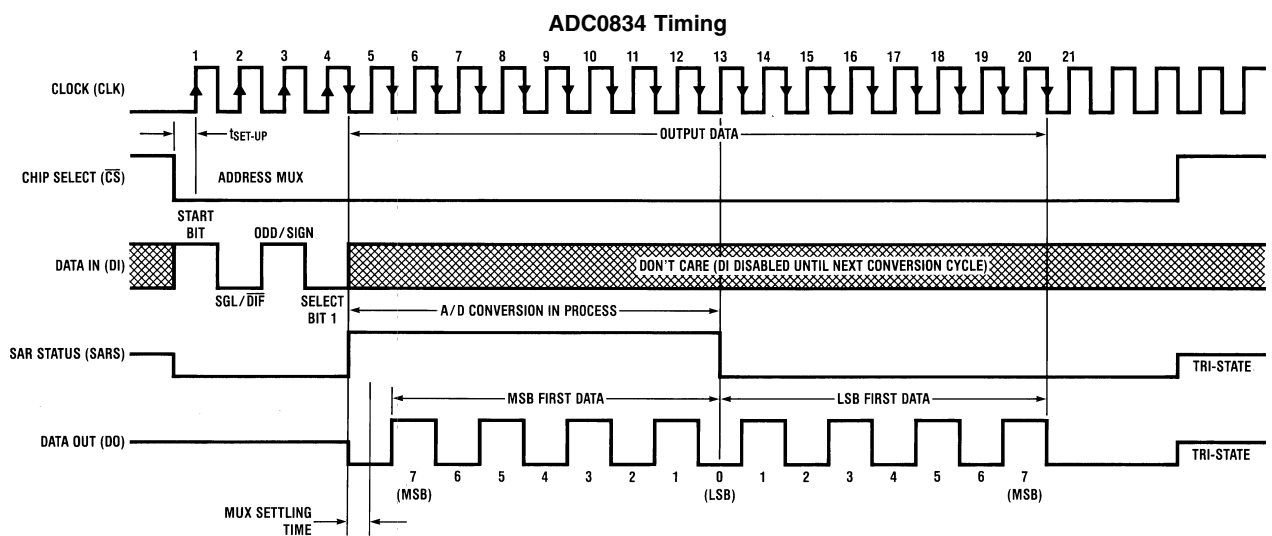 ADC0834 Timing
1 2 3 4 5 6 7 8 9 10 11 12 13 14 15 16 17 18 19 20 21
CLOCK (CLK)
tSET-UP
OUTPUT DATA
CHIP SELECT (CS)
ADDRESS MUX
START
BIT
ODD/SIGN
DATA IN (DI)
DON'T CARE (DI DISABLED UNTIL NEXT CONVERSION CYCLE)
SGL/DIF
SELECT
BIT 1
A/D CONVERSION IN PROCESS
SAR STATUS (SARS)
TRI-STATE
MSB FIRST DATA
LSB FIRST DATA
DATA OUT (DO)
TRI-STATE
7 6 5 4 3 2 1 0 1 2 3 4 5 6 7
(MSB) (LSB) (MSB)
MUX SETTLING
TIME